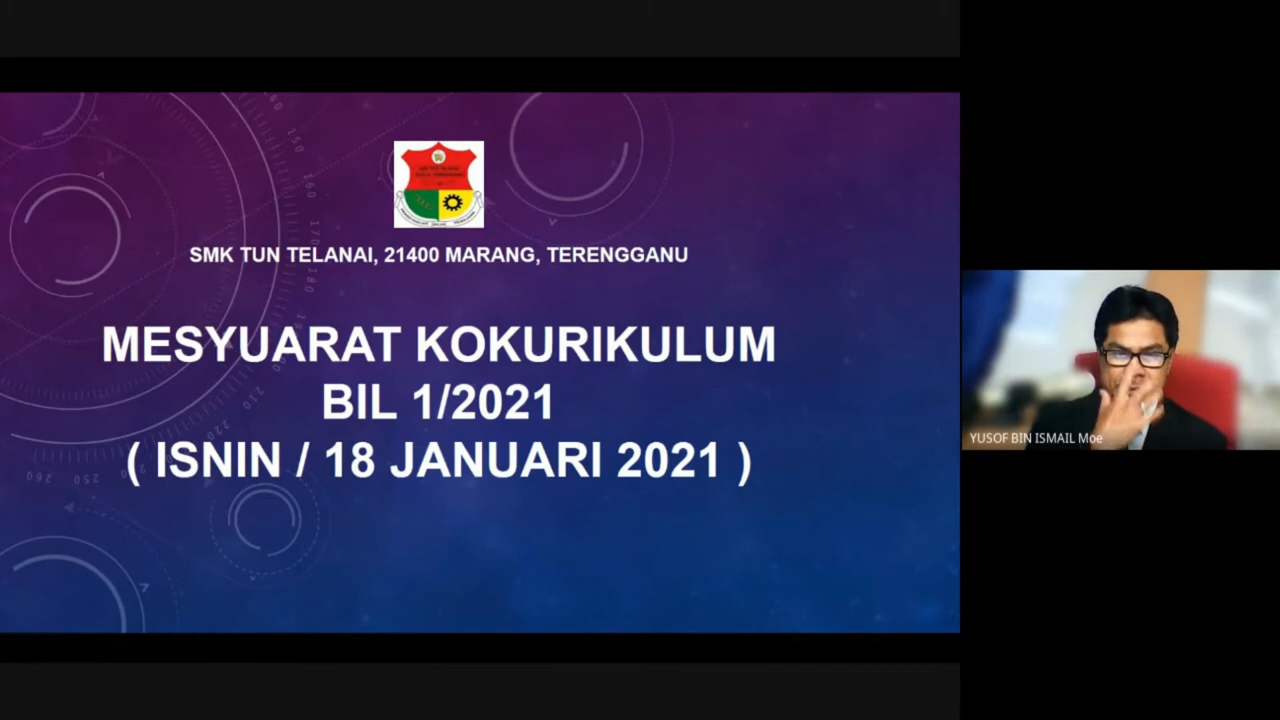 SMK TUN TELANAI, 21400 MARANG, TERENGGANU
MESYUARAT KOKURIKULUM
BIL 1/2021
( ISNIN / 18 JANUARI 2021 )
YUSOF BIN ISMAIL Moe